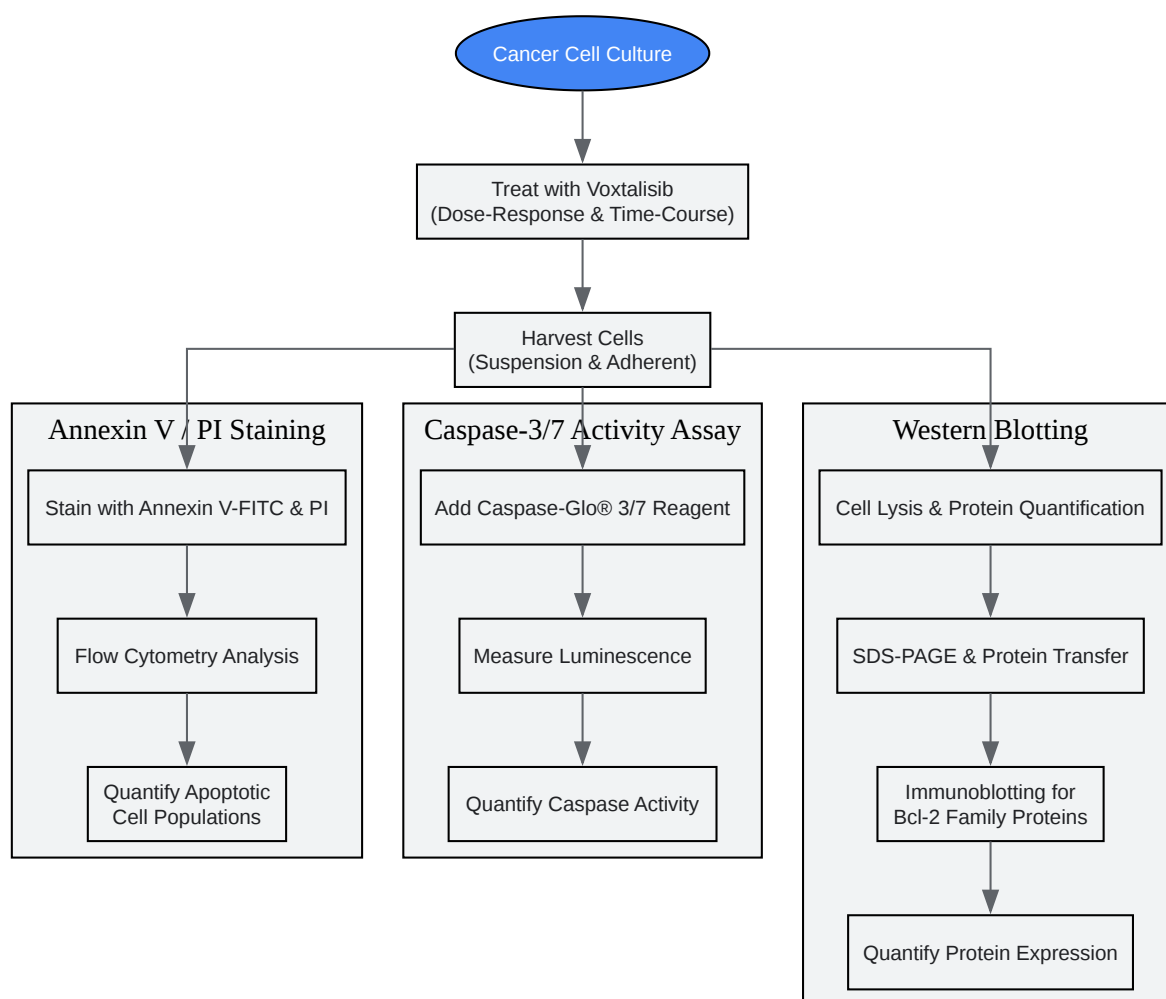 Cancer Cell Culture
Treat with Voxtalisib
(Dose-Response & Time-Course)
Harvest Cells
(Suspension & Adherent)
Annexin V / PI Staining
Stain with Annexin V-FITC & PI
Flow Cytometry Analysis
Quantify Apoptotic
Cell Populations
Caspase-3/7 Activity Assay
Add Caspase-Glo® 3/7 Reagent
Measure Luminescence
Quantify Caspase Activity
Western Blotting
Cell Lysis & Protein Quantification
SDS-PAGE & Protein Transfer
Immunoblotting for
Bcl-2 Family Proteins
Quantify Protein Expression